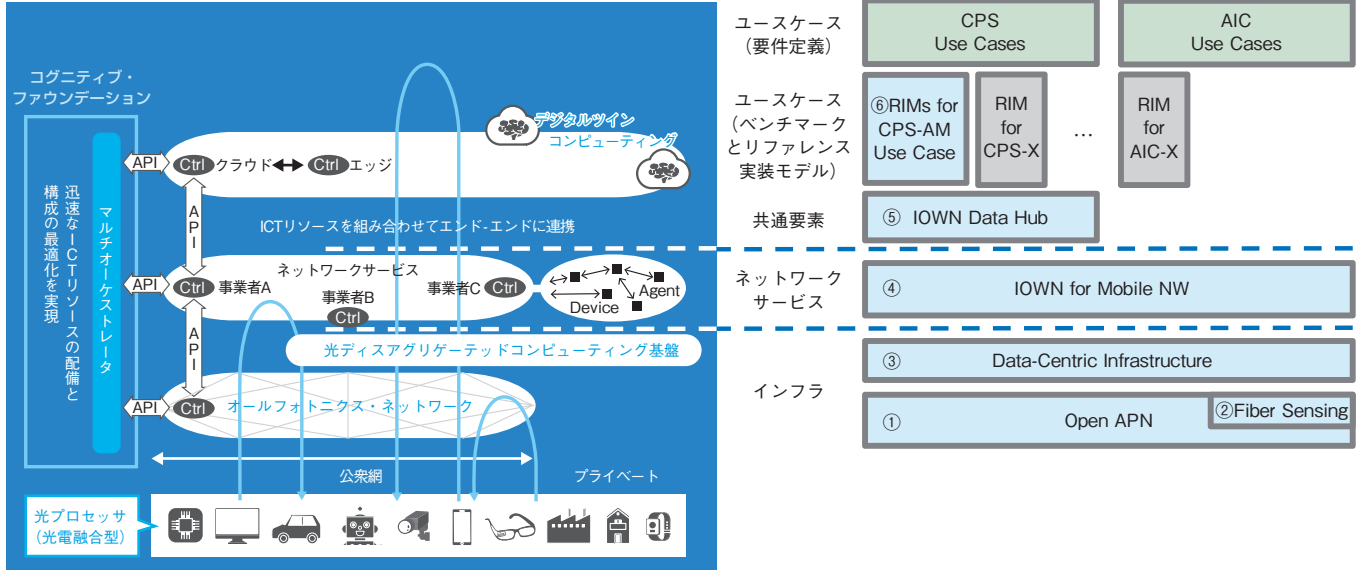 コグニティブ・
ファウンデーション
迅速なICTリソースの配備と
構成の最適化を実現
マルチオーケストレータ
デジタルツイン
コンピューティング
API
Ctrl
クラウド
Ctrl
エッジ
API
ICTリソースを組み合わせてエンド-エンドに連携
ネットワークサービス
API
Ctrl
事業者A
事業者B
Ctrl
事業者C
Ctrl
Agent
Device
API
光ディスアグリゲーテッドコンピューティング基盤
API
Ctrl
オールフォトニクス・ネットワーク
公衆網
プライベート
光プロセッサ
(光電融合型)
ユースケース
(要件定義)
CPS
Use Cases
AIC
Use Cases
ユースケース
(ベンチマーク
とリファレンス
実装モデル)
⑥RIMs for
CPS-AM
Use Case
RIM
for
CPS-X
…
RIM
for
AIC-X
共通要素
⑤ IOWN Data Hub
ネットワーク
サービス
④ IOWN for Mobile NW
インフラ
③ Data-Centric Infrastructure
① Open APN
②Fiber Sensing